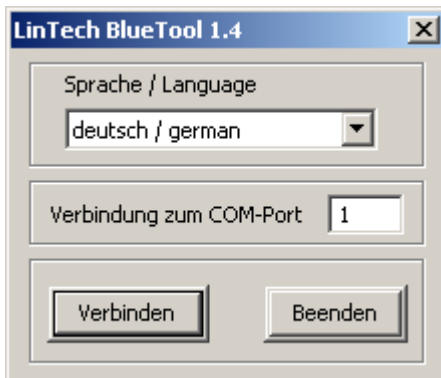 LinTech BlueTool 1.4
Sprache / Language
deutsch / german
Verbindung zum COM-Port 1
Verbinden Beenden